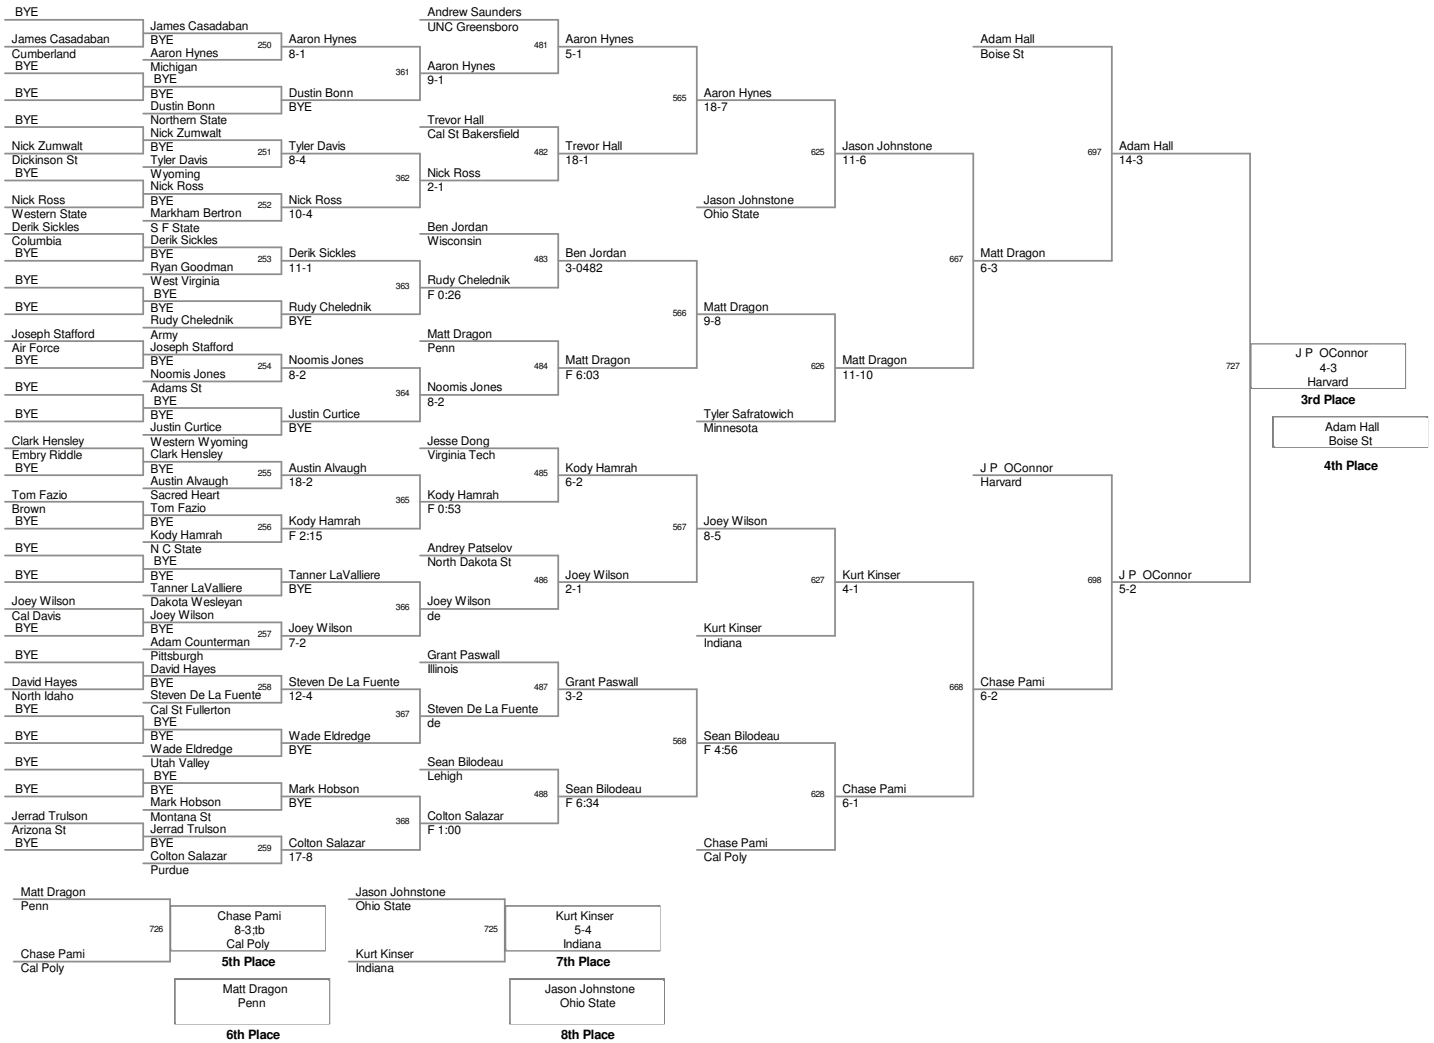 BYE
James Casadaban
Cumberland
BYE
BYE
BYE
Nick Zumwalt
Dickinson St
BYE
Nick Ross
Western State
Derik Sickles
Columbia
BYE
BYE
BYE
Joseph Stafford
Air Force
BYE
BYE
BYE
Clark Hensley
Embry Riddle
BYE
Tom Fazio
Brown
BYE
BYE
BYE
Joey Wilson
Cal Davis
BYE
BYE
David Hayes
North Idaho
BYE
BYE
BYE
BYE
Jerrad Trulson
Arizona St
BYE
James Casadaban
BYE
250
Aaron Hynes
Michigan
BYE
BYE
Dustin Bonn
Northern State
Nick Zumwalt
BYE
251
Tyler Davis
Wyoming
Nick Ross
BYE
252
Markham Bertron
S F State
Derik Sickles
BYE
253
Ryan Goodman
West Virginia
BYE
BYE
Rudy Chelednik
Army
Joseph Stafford
BYE
254
Noomis Jones
Adams St
BYE
BYE
Justin Curtice
Western Wyoming
Clark Hensley
BYE
255
Austin Alvaugh
Sacred Heart
Tom Fazio
BYE
256
Kody Hamrah
N C State
BYE
BYE
Tanner LaValliere
Dakota Wesleyan
Joey Wilson
BYE
257
Adam Counterman
Pittsburgh
David Hayes
BYE
258
Steven De La Fuente
Cal St Fullerton
BYE
BYE
Wade Eldredge
Utah Valley
BYE
BYE
Mark Hobson
Montana St
Jerrad Trulson
BYE
259
Colton Salazar
Purdue
Aaron Hynes
8-1
361
Dustin Bonn
BYE
Tyler Davis
8-4
362
Nick Ross
10-4
Derik Sickles
11-1
363
Rudy Chelednik
BYE
Noomis Jones
8-2
364
Justin Curtice
BYE
Austin Alvaugh
18-2
365
Kody Hamrah
F 2:15
Tanner LaValliere
BYE
366
Joey Wilson
7-2
Steven De La Fuente
12-4
367
Wade Eldredge
BYE
Mark Hobson
BYE
368
Colton Salazar
17-8
Andrew Saunders
UNC Greensboro
481
Aaron Hynes
9-1
Trevor Hall
Cal St Bakersfield
482
Nick Ross
2-1
Ben Jordan
Wisconsin
483
Rudy Chelednik
F 0:26
Matt Dragon
Penn
484
Noomis Jones
8-2
Jesse Dong
Virginia Tech
485
Kody Hamrah
F 0:53
Andrey Patselov
North Dakota St
486
Joey Wilson
de
Grant Paswall
Illinois
487
Steven De La Fuente
de
Sean Bilodeau
Lehigh
488
Colton Salazar
F 1:00
Aaron Hynes
5-1
565
Trevor Hall
18-1
Ben Jordan
3-0482
566
Matt Dragon
F 6:03
Kody Hamrah
6-2
567
Joey Wilson
2-1
Grant Paswall
3-2
568
Sean Bilodeau
F 6:34
Aaron Hynes
18-7
625
Jason Johnstone
Ohio State
Matt Dragon
9-8
626
Tyler Safratowich
Minnesota
Joey Wilson
8-5
627
Kurt Kinser
Indiana
Sean Bilodeau
F 4:56
628
Chase Pami
Cal Poly
Jason Johnstone
11-6
667
Matt Dragon
11-10
Kurt Kinser
4-1
668
Chase Pami
6-1
Adam Hall
Boise St
697
Matt Dragon
6-3
J P OConnor
Harvard
698
Chase Pami
6-2
Adam Hall
14-3
727
J P OConnor
5-2
J P OConnor
4-3
Harvard
3rd Place
Adam Hall
Boise St
4th Place
Matt Dragon
Penn
726
Chase Pami
Cal Poly
Chase Pami
8-3;tb
Cal Poly
5th Place
Matt Dragon
Penn
6th Place
Jason Johnstone
Ohio State
725
Kurt Kinser
Indiana
Kurt Kinser
5-4
Indiana
7th Place
Jason Johnstone
Ohio State
8th Place